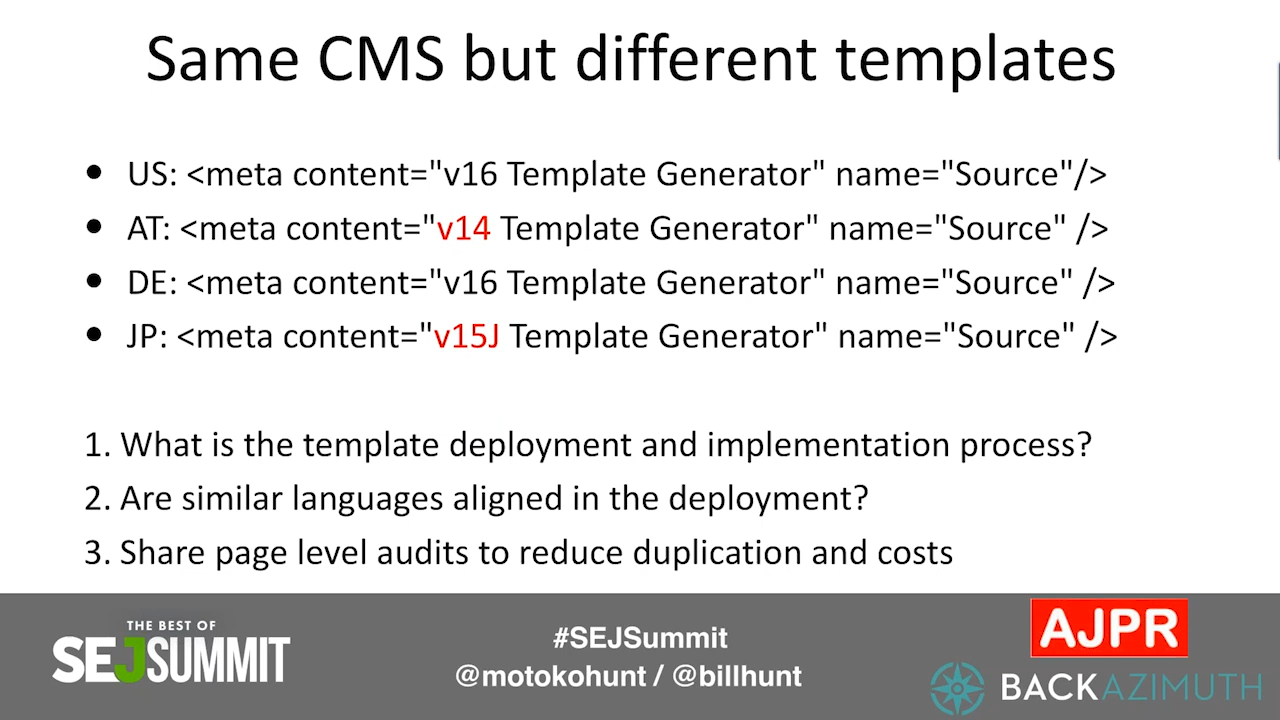 Same CMS but different templates
• US: <meta content="v16 Template Generator" name="Source"/>
• AT: <meta content="v14 Template Generator" name="Source" />
• DE: <meta content="v16 Template Generator" name="Source" />
• JP: <meta content="v15J Template Generator" name="Source" />
1. What is the template deployment and implementation process?
2. Are similar languages aligned in the deployment?
3. Share page level audits to reduce duplication and costs
THE BEST OF
SEJSUMMIT
#SEJSummit
@motokohunt / @billhunt
AJPR
BACKAZIMUTH